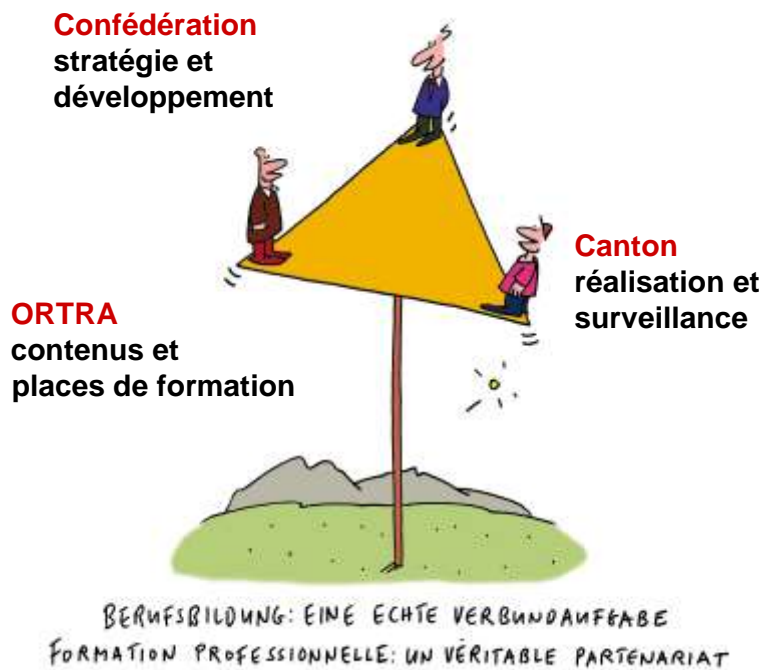 Confédération
stratégie et
développement
Canton
réalisation et
surveillance
ORTRA
contenus et
places de formation
BERUFSBILDUNG: EINE ECHTE VERBUNDAUFGABE
FORMATION PROFESSIONNELLE: UN VÉRITABLE PARTENARIAT